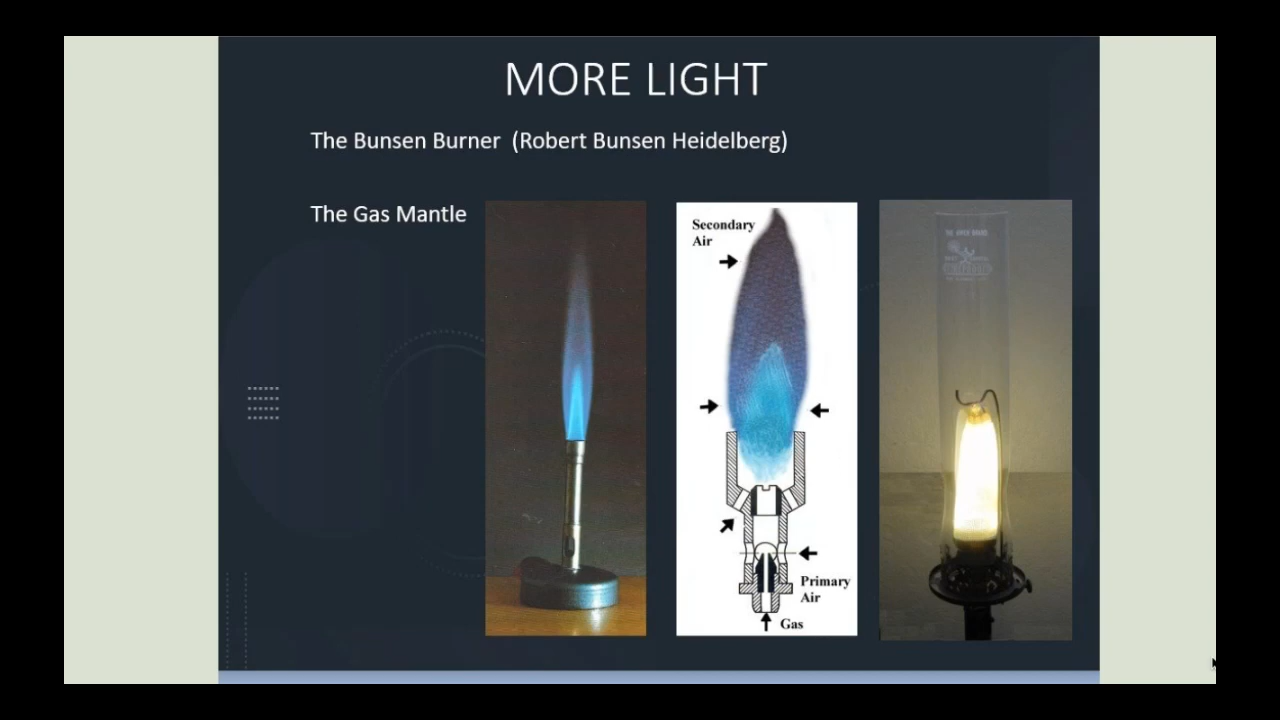 MORE LIGHT
The Bunsen Burner (Robert Bunsen Heidelberg)
The Gas Mantle
Secondary
Air
Primary
Air
Gas